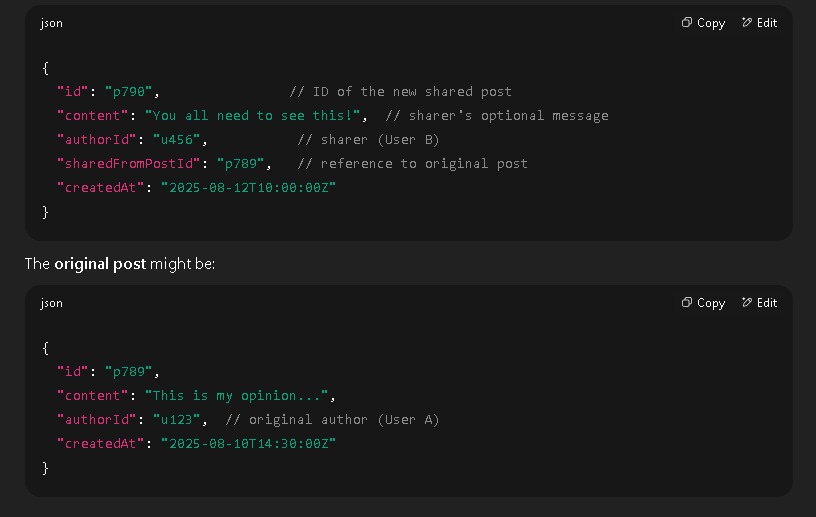 json
Copy
Edit
{
"id": "p790", // ID of the new shared post
"content": "You all need to see this!", // sharer's optional message
"authorId": "u456", // sharer (User B)
"sharedFromPostId": "p789", // reference to original post
"createdAt": "2025-08-12T10:00:00Z"
}
The original post might be:
json
Copy
Edit
{
"id": "p789",
"content": "This is my opinion...",
"authorId": "u123", // original author (User A)
"createdAt": "2025-08-10T14:30:00Z"
}